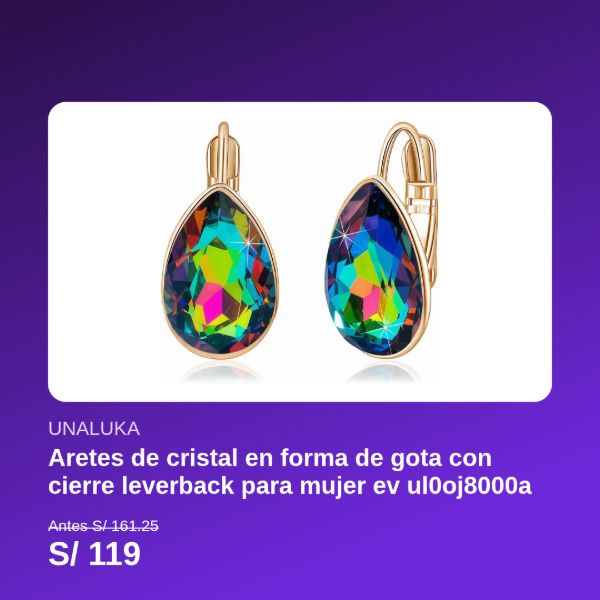 UNALUKA
Aretes de cristal en forma de gota con
cierre leverback para mujer ev ul0oj8000a
Antes S/ 161.25
S/ 119